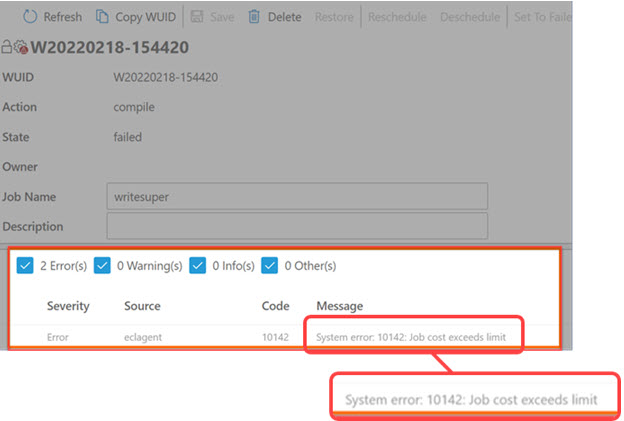 Refresh Copy WUID Save Delete Restore Reschedule Deschedule Set To Faile
W20220218-154420
WUID W20220218-154420
Action compile
State failed
Owner
Job Name writesuper
Description
2 Error(s) 0 Warning(s) 0 Info(s) 0 Other(s)
Severity Source Code Message
Error eclagent 10142 System error: 10142: Job cost exceeds limit
System error: 10142: Job cost exceeds limit